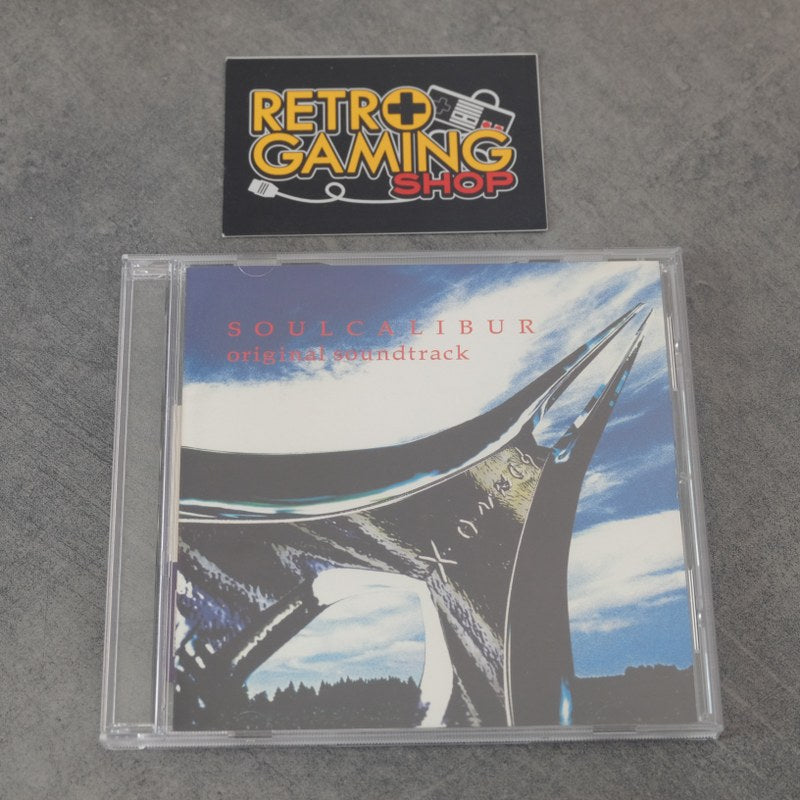 RETRO
GAMING
SHOP
SOULCALIBUR
original soundtrack